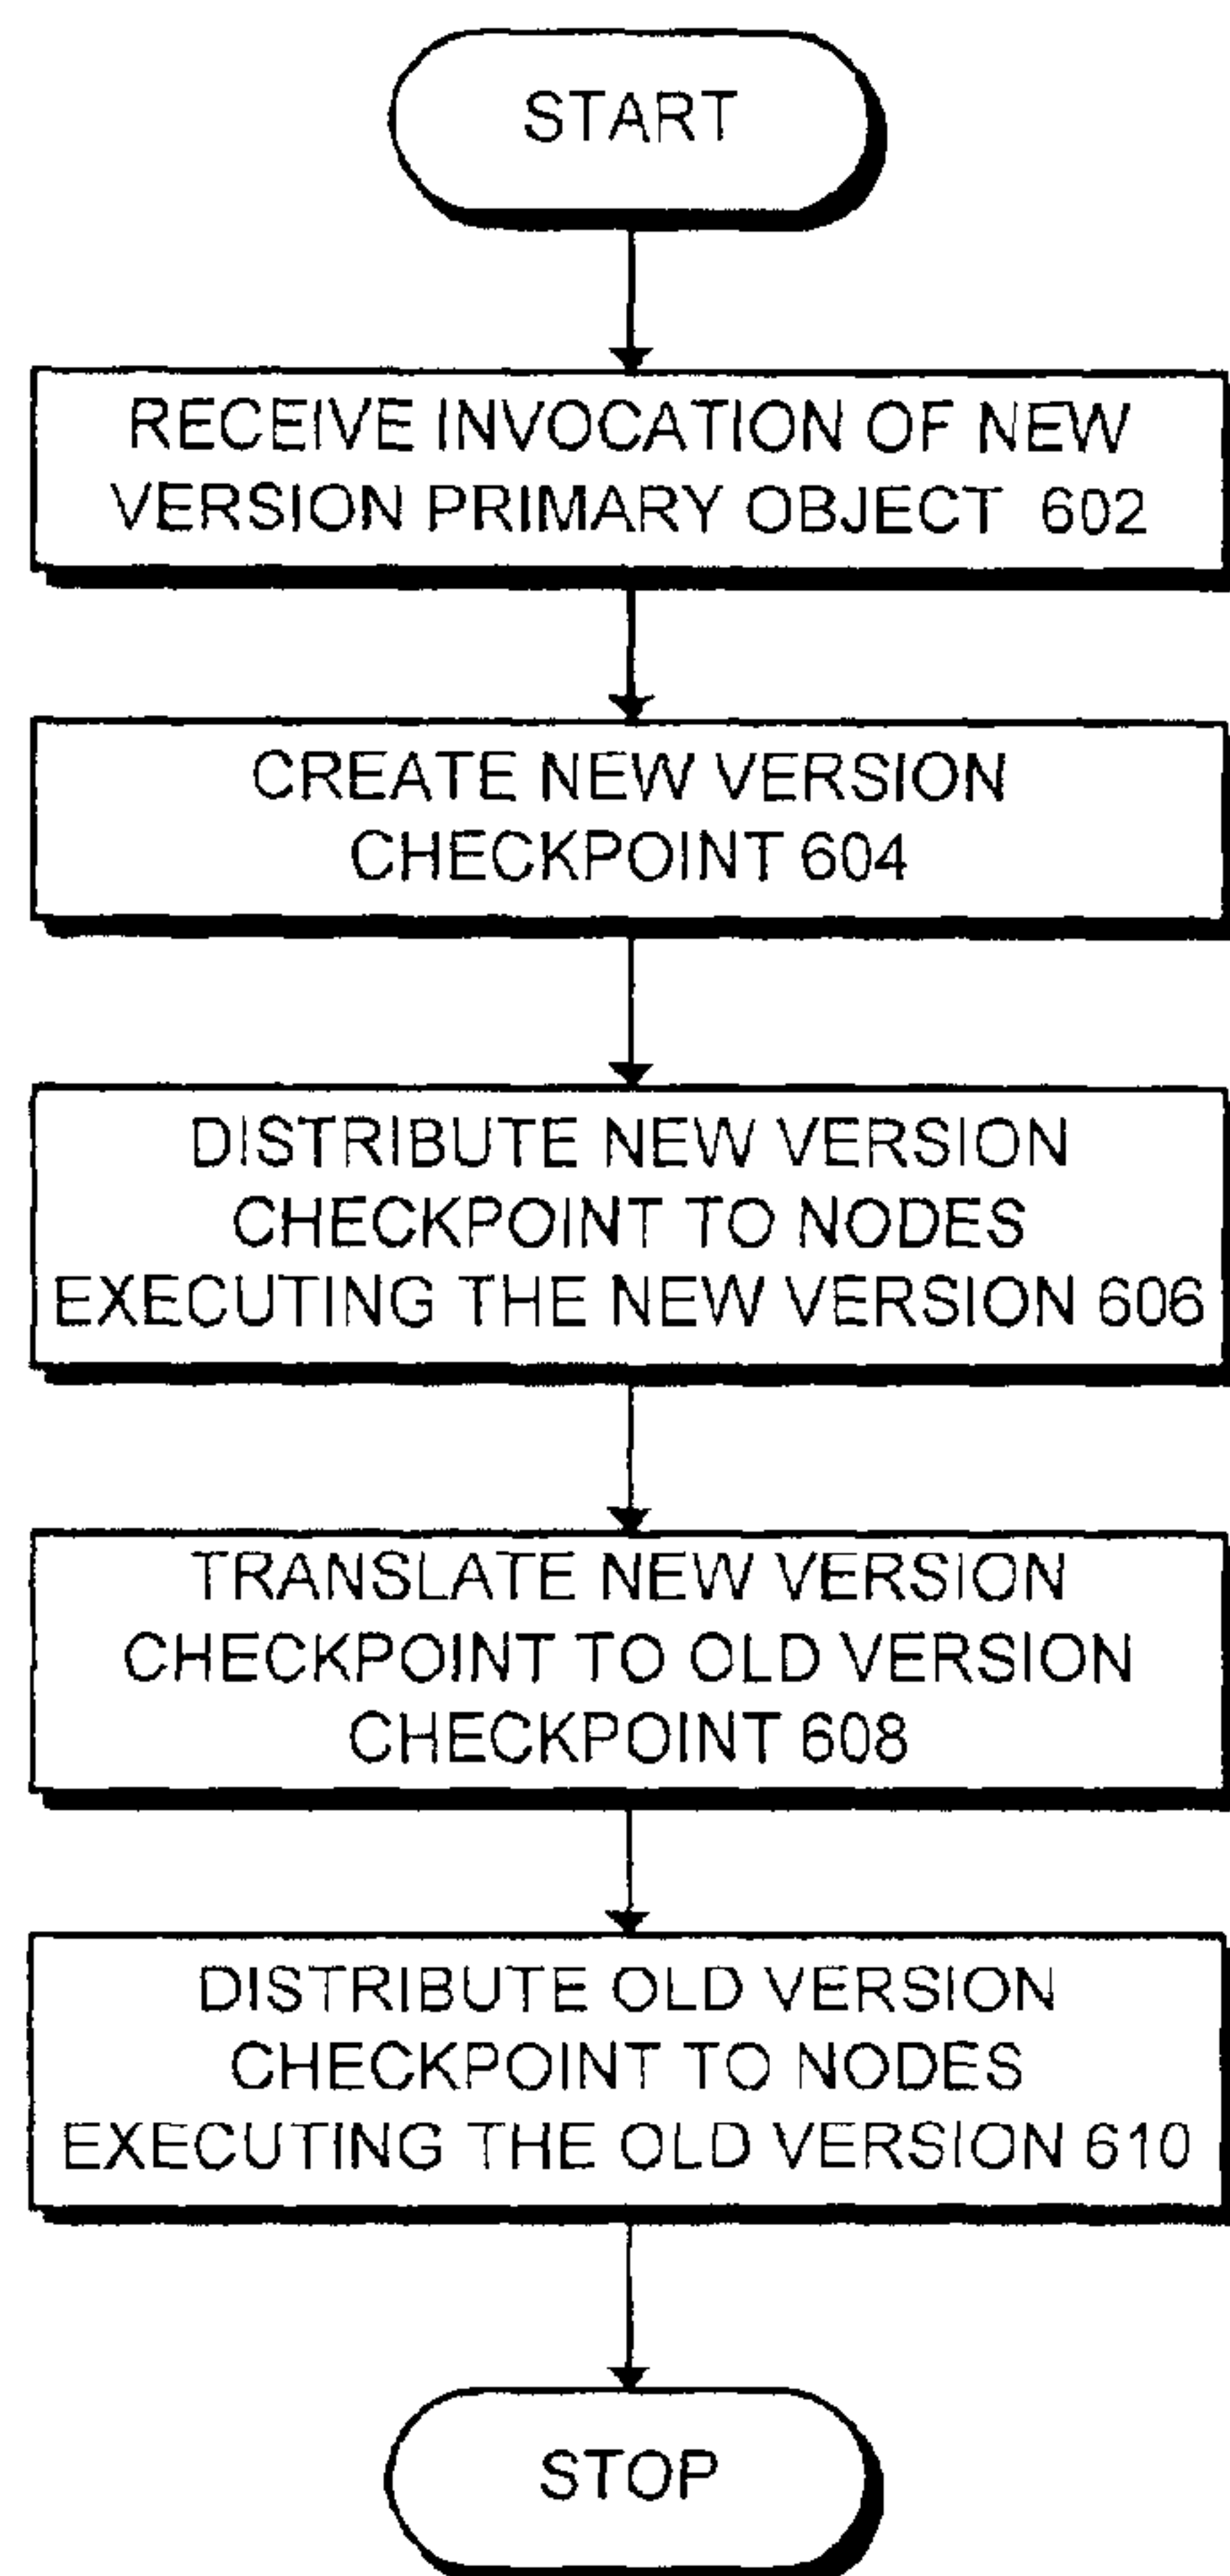 START
RECEIVE INVOCATION OF NEW
VERSION PRIMARY OBJECT 602
CREATE NEW VERSION
CHECKPOINT 604
DISTRIBUTE NEW VERSION
CHECKPOINT TO NODES
EXECUTING THE NEW VERSION 606
TRANSLATE NEW VERSION
CHECKPOINT TO OLD VERSION
CHECKPOINT 608
DISTRIBUTE OLD VERSION
CHECKPOINT TO NODES
EXECUTING THE OLD VERSION 610
STOP